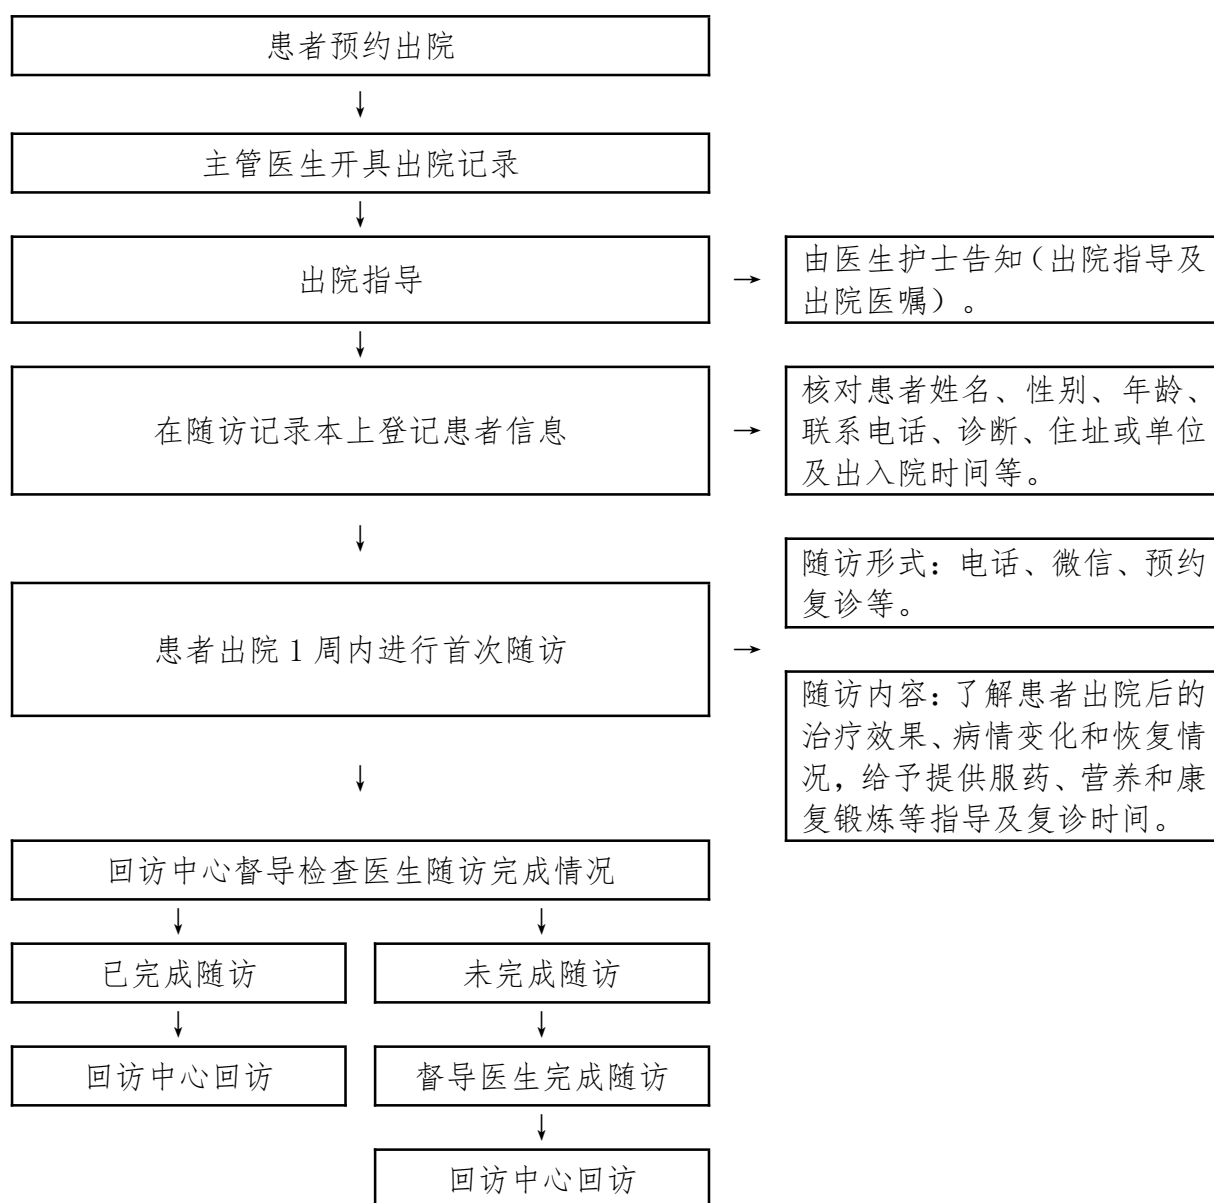 患者预约出院
↓
主管医生开具出院记录
↓
出院指导
→
由医生护士告知（出院指导及
出院医嘱）。
↓
在随访记录本上登记患者信息
→
核对患者姓名、性别、年龄、
联系电话、诊断、住址或单位
及出入院时间等。
↓
患者出院1周内进行首次随访
→
随访形式：电话、微信、预约
复诊等。
随访内容：了解患者出院后的
治疗效果、病情变化和恢复情
况，给予提供服药、营养和康
复锻炼等指导及复诊时间。
↓
回访中心督导检查医生随访完成情况
↓ ↓
已完成随访
未完成随访
↓ ↓
回访中心回访
督导医生完成随访
↓
回访中心回访